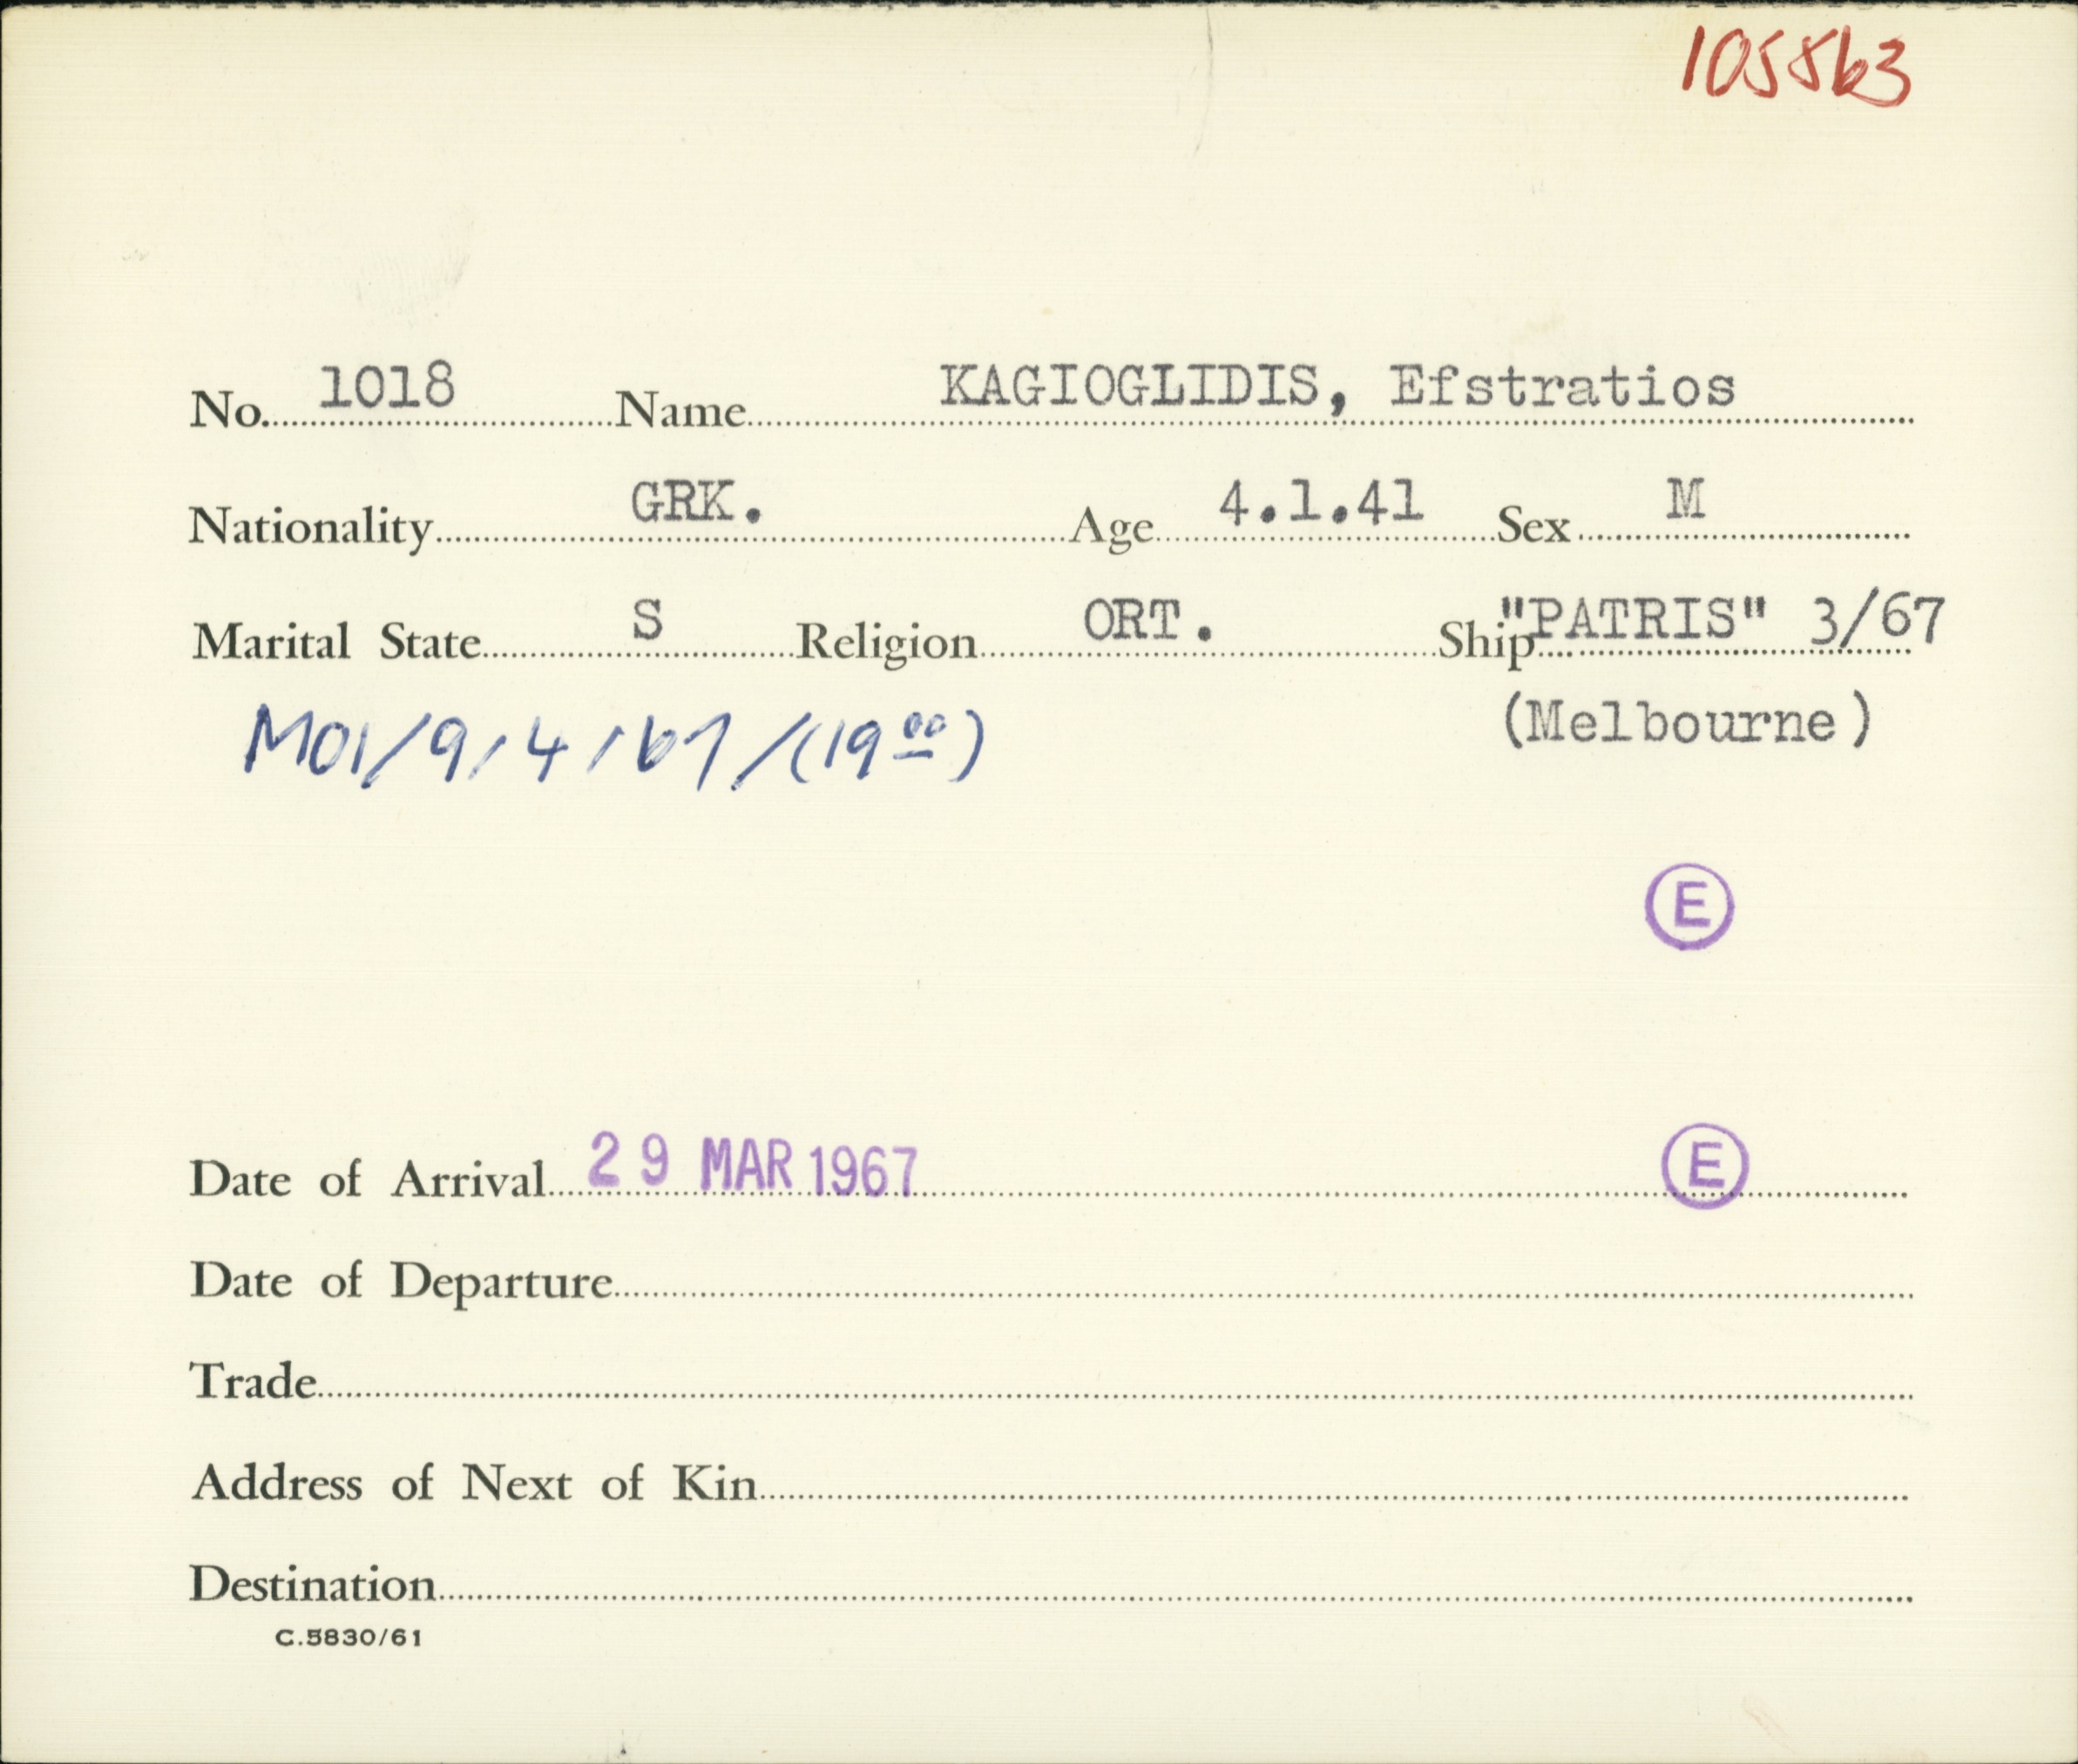 105563
No. 1018 Name KAGIOGLIDIS, Efstratios
Nationality GRK. Age 4.1.41 Sex M
Marital State S Religion ORT. Ship "PATRIS" 3/67
(Melbourne)
M01/9/4/67/(19⁰⁰)
E
Date of Arrival 29 MAR 1967 E
Date of Departure
Trade
Address of Next of Kin
Destination
C.5830/61